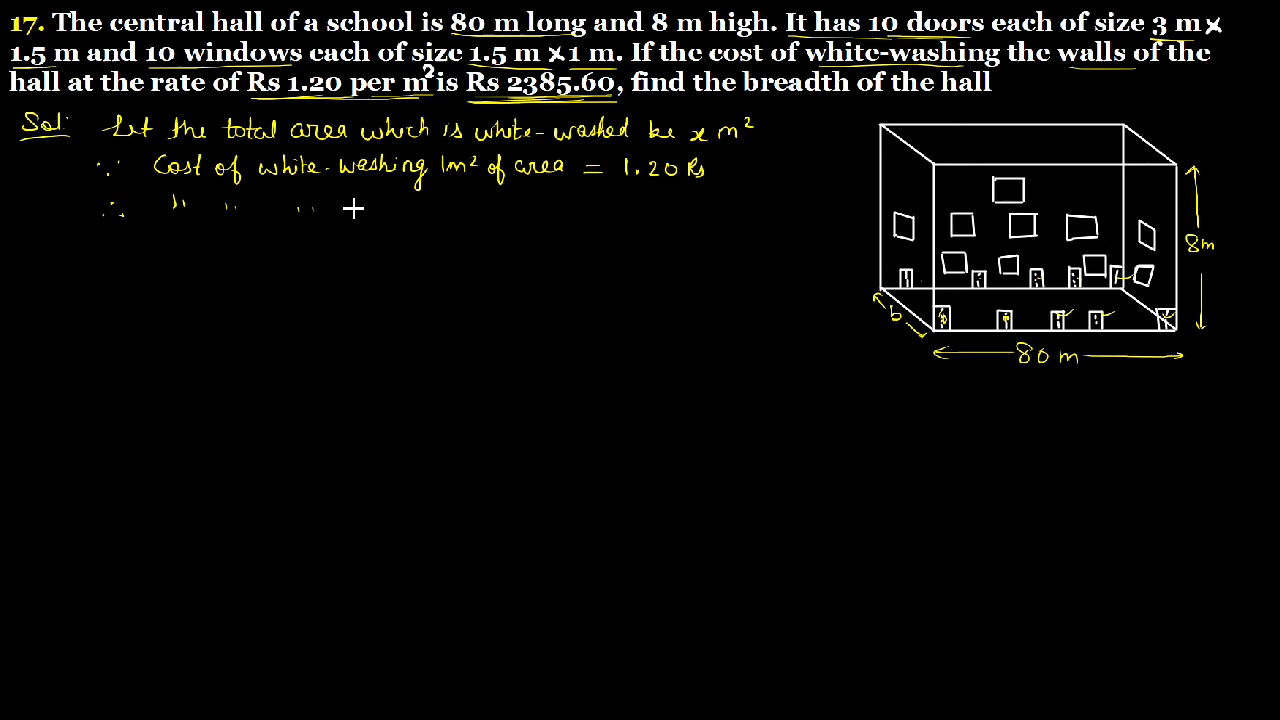 17. The central hall of a school is 80 m long and 8 m high. It has 10 doors each of size 3 m×
1.5 m and 10 windows each of size 1.5 m ×1 m. If the cost of white-washing the walls of the
hall at the rate of Rs 1.20 per m² is Rs 2385.60, find the breadth of the hall
Sol: Let the total area which is white-washed be x m²
∵ Cost of white-washing 1m² of area = 1.20 Rs
∴ " " "
8m
b
80 m